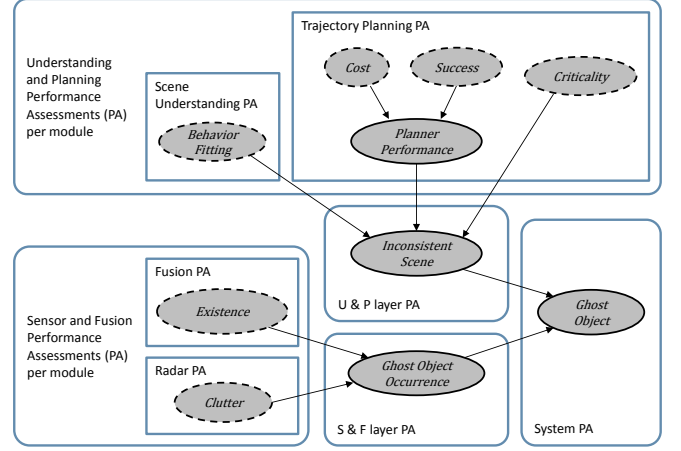 Trajectory Planning PA
Understanding
and Planning
Performance
Assessments (PA)
per module
Scene
Understanding PA
Behavior
Fitting
Cost
Success
Criticality
Planner
Performance
Inconsistent
Scene
U & P layer PA
Sensor and Fusion
Performance
Assessments (PA)
per module
Fusion PA
Existence
Radar PA
Clutter
Ghost Object
Occurrence
S & F layer PA
Ghost
Object
System PA